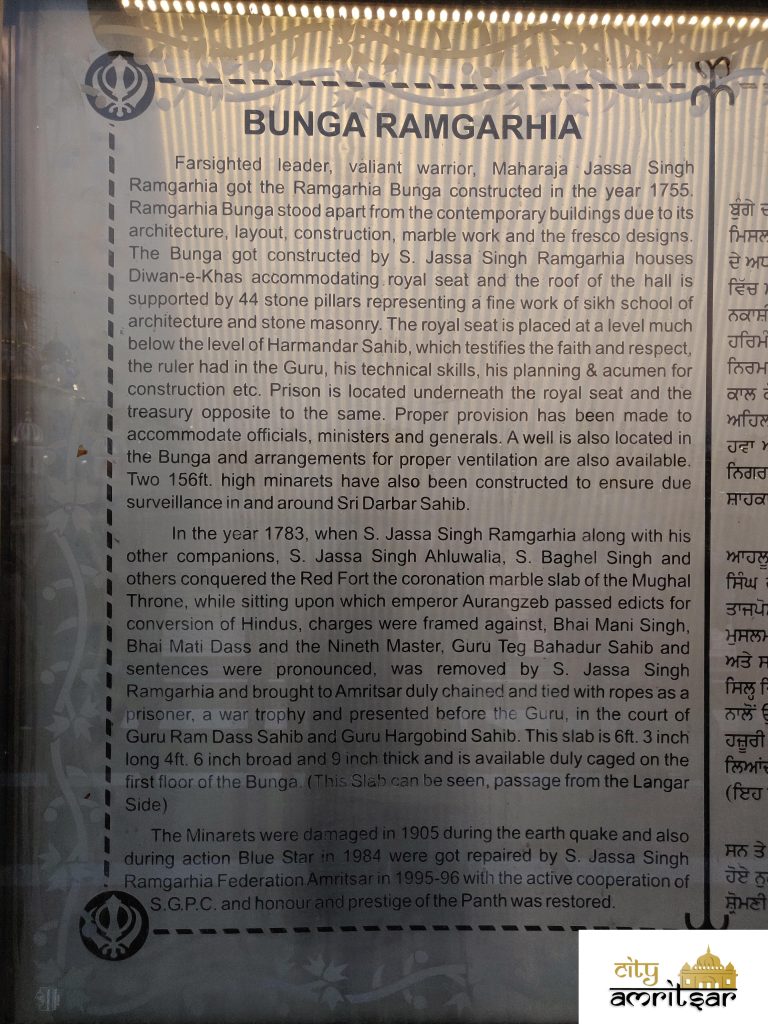 BUNGA RAMGARHIA
Farsighted leader, valiant warrior, Maharaja Jassa Singh
Ramgarhia got the Ramgarhia Bunga constructed in the year 1755.
Ramgarhia Bunga stood apart from the contemporary buildings due to its
architecture, layout, construction, marble work and the fresco designs.
The Bunga got constructed by S. Jassa Singh Ramgarhia houses
Diwan-e-Khas accommodating royal seat and the roof of the hall is
supported by 44 stone pillars representing a fine work of sikh school of
architecture and stone masonry. The royal seat is placed at a level much
below the level of Harmandar Sahib, which testifies the faith and respect,
the ruler had in the Guru, his technical skills, his planning & acumen for
construction etc. Prison is located underneath the royal seat and the
treasury opposite to the same. Proper provision has been made to
accommodate officials, ministers and generals. A well is also located in
the Bunga and arrangements for proper ventilation are also available.
Two 156ft. high minarets have also been constructed to ensure due
surveillance in and around Sri Darbar Sahib.
In the year 1783, when S. Jassa Singh Ramgarhia along with his
other companions, S. Jassa Singh Ahluwalia, S. Baghel Singh and
others conquered the Red Fort the coronation marble slab of the Mughal
Throne, while sitting upon which emperor Aurangzeb passed edicts for
conversion of Hindus, charges were framed against, Bhai Mani Singh,
Bhai Mati Dass and the Nineth Master, Guru Teg Bahadur Sahib and
sentences were pronounced, was removed by S. Jassa Singh
Ramgarhia and brought to Amritsar duly chained and tied with ropes as a
prisoner, a war trophy and presented before the Guru, in the court of
Guru Ram Dass Sahib and Guru Hargobind Sahib. This slab is 6ft. 3 inch
long 4ft. 6 inch broad and 9 inch thick and is available duly caged on the
first floor of the Bunga. (This Slab can be seen, passage from the Langar
Side)
The Minarets were damaged in 1905 during the earth quake and also
during action Blue Star in 1984 were got repaired by S. Jassa Singh
Ramgarhia Federation Amritsar in 1995-96 with the active cooperation of
S.G.P.C. and honour and prestige of the Panth was restored.
ਬੁੰਗੇ ਦ
ਮਿਸਲ
ਦੇ ਅਧ
ਵਿੱਚ
ਨਕਾਸ਼ੀ
ਹਰਿਮੰ
ਨਿਰਮ
ਕਾਲ
ਅਹਿਲ
ਹਵਾ ਅ
ਨਿਗਰ
ਸ਼ਾਹਕਾ
ਆਹਲੂ
ਸਿੰਘ
ਤਾਜਪੋ
ਮੁਸਲਮ
ਅਤੇ ਸ
ਸਿਲ੍ਹ
ਨਾਲੋਂ ਉ
ਹਜ਼ੂਰੀ
ਲਿਆਂਦ
(ਇਹ
ਸਨ ਤੇ
ਹੋਏ ਨੁ
ਸ਼੍ਰੋਮਣੀ
city
amritsar